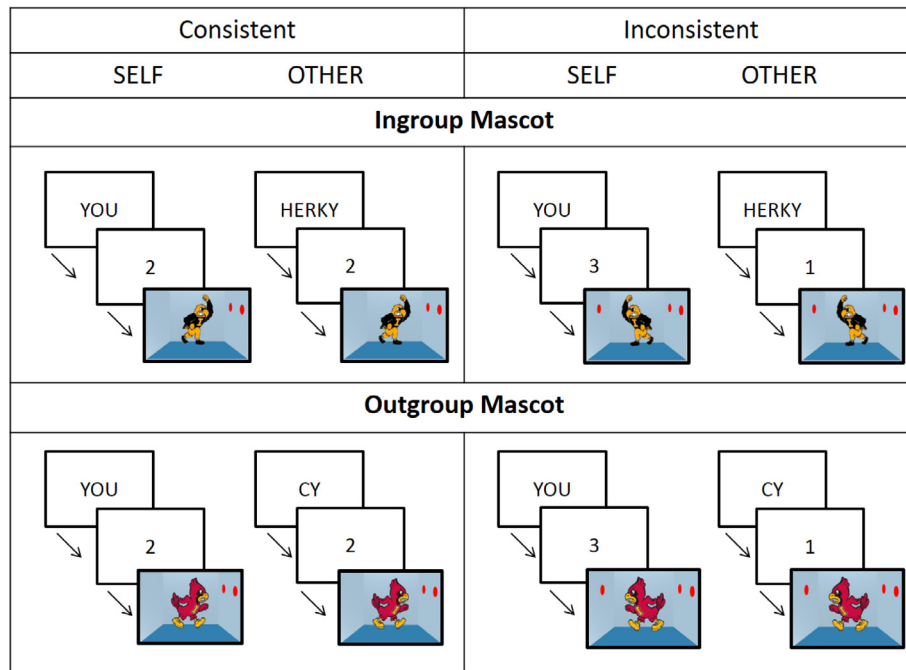 Consistent Inconsistent
SELF OTHER SELF OTHER
Ingroup Mascot
YOU HERKY YOU HERKY
2 2 3 1
Outgroup Mascot
YOU CY YOU CY
2 2 3 1